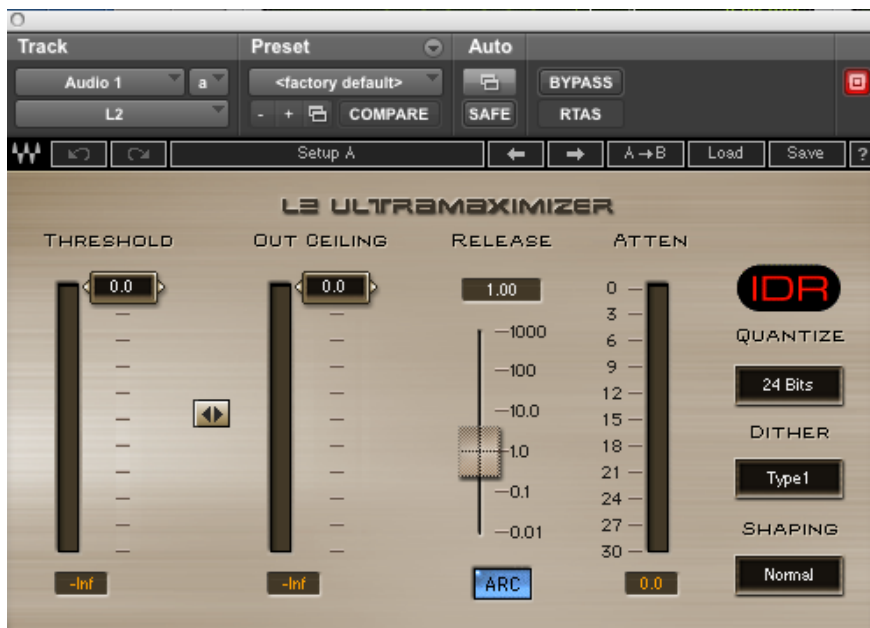 Track Preset Auto
Audio 1 a <factory default> BYPASS
L2 - + COMPARE SAFE RTAS
Setup A A→B Load Save ?
L2 ULTRAMAXIMIZER
THRESHOLD OUT CEILING RELEASE ATTEN
0.0 0.0 1.00
IDR
QUANTIZE
24 Bits
DITHER
Type1
SHAPING
Normal
1000
100
10.0
1.0
0.1
0.01
0
3
6
9
12
15
18
21
24
27
30
-Inf -Inf ARC 0.0